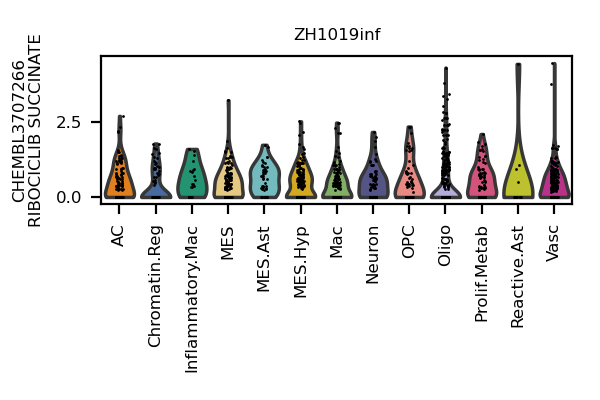 ZH1019inf
CHEMBL3707266
RIBOCICLIB SUCCINATE
2.5
0.0
AC
Chromatin.Reg
Inflammatory.Mac
MES
MES.Ast
MES.Hyp
Mac
Neuron
OPC
Oligo
Prolif.Metab
Reactive.Ast
Vasc